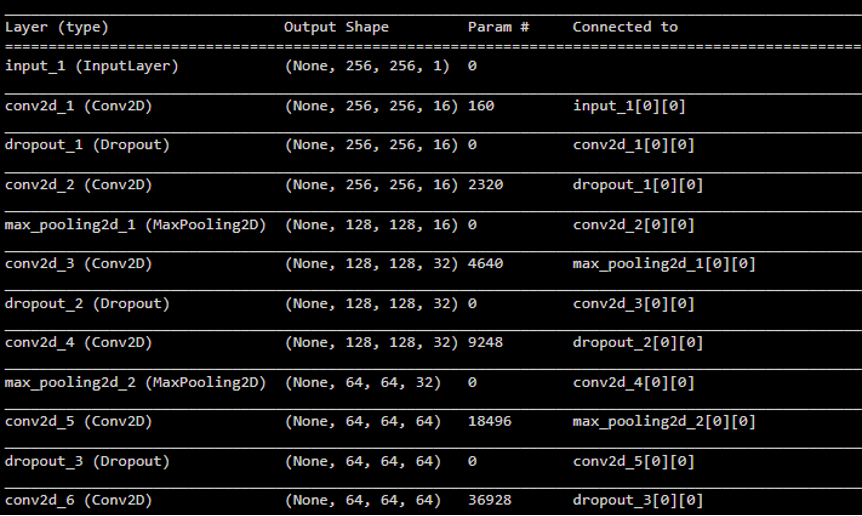 Layer (type) Output Shape Param # Connected to
input_1 (InputLayer) (None, 256, 256, 1) 0
conv2d_1 (Conv2D) (None, 256, 256, 16) 160 input_1[0][0]
dropout_1 (Dropout) (None, 256, 256, 16) 0 conv2d_1[0][0]
conv2d_2 (Conv2D) (None, 256, 256, 16) 2320 dropout_1[0][0]
max_pooling2d_1 (MaxPooling2D) (None, 128, 128, 16) 0 conv2d_2[0][0]
conv2d_3 (Conv2D) (None, 128, 128, 32) 4640 max_pooling2d_1[0][0]
dropout_2 (Dropout) (None, 128, 128, 32) 0 conv2d_3[0][0]
conv2d_4 (Conv2D) (None, 128, 128, 32) 9248 dropout_2[0][0]
max_pooling2d_2 (MaxPooling2D) (None, 64, 64, 32) 0 conv2d_4[0][0]
conv2d_5 (Conv2D) (None, 64, 64, 64) 18496 max_pooling2d_2[0][0]
dropout_3 (Dropout) (None, 64, 64, 64) 0 conv2d_5[0][0]
conv2d_6 (Conv2D) (None, 64, 64, 64) 36928 dropout_3[0][0]